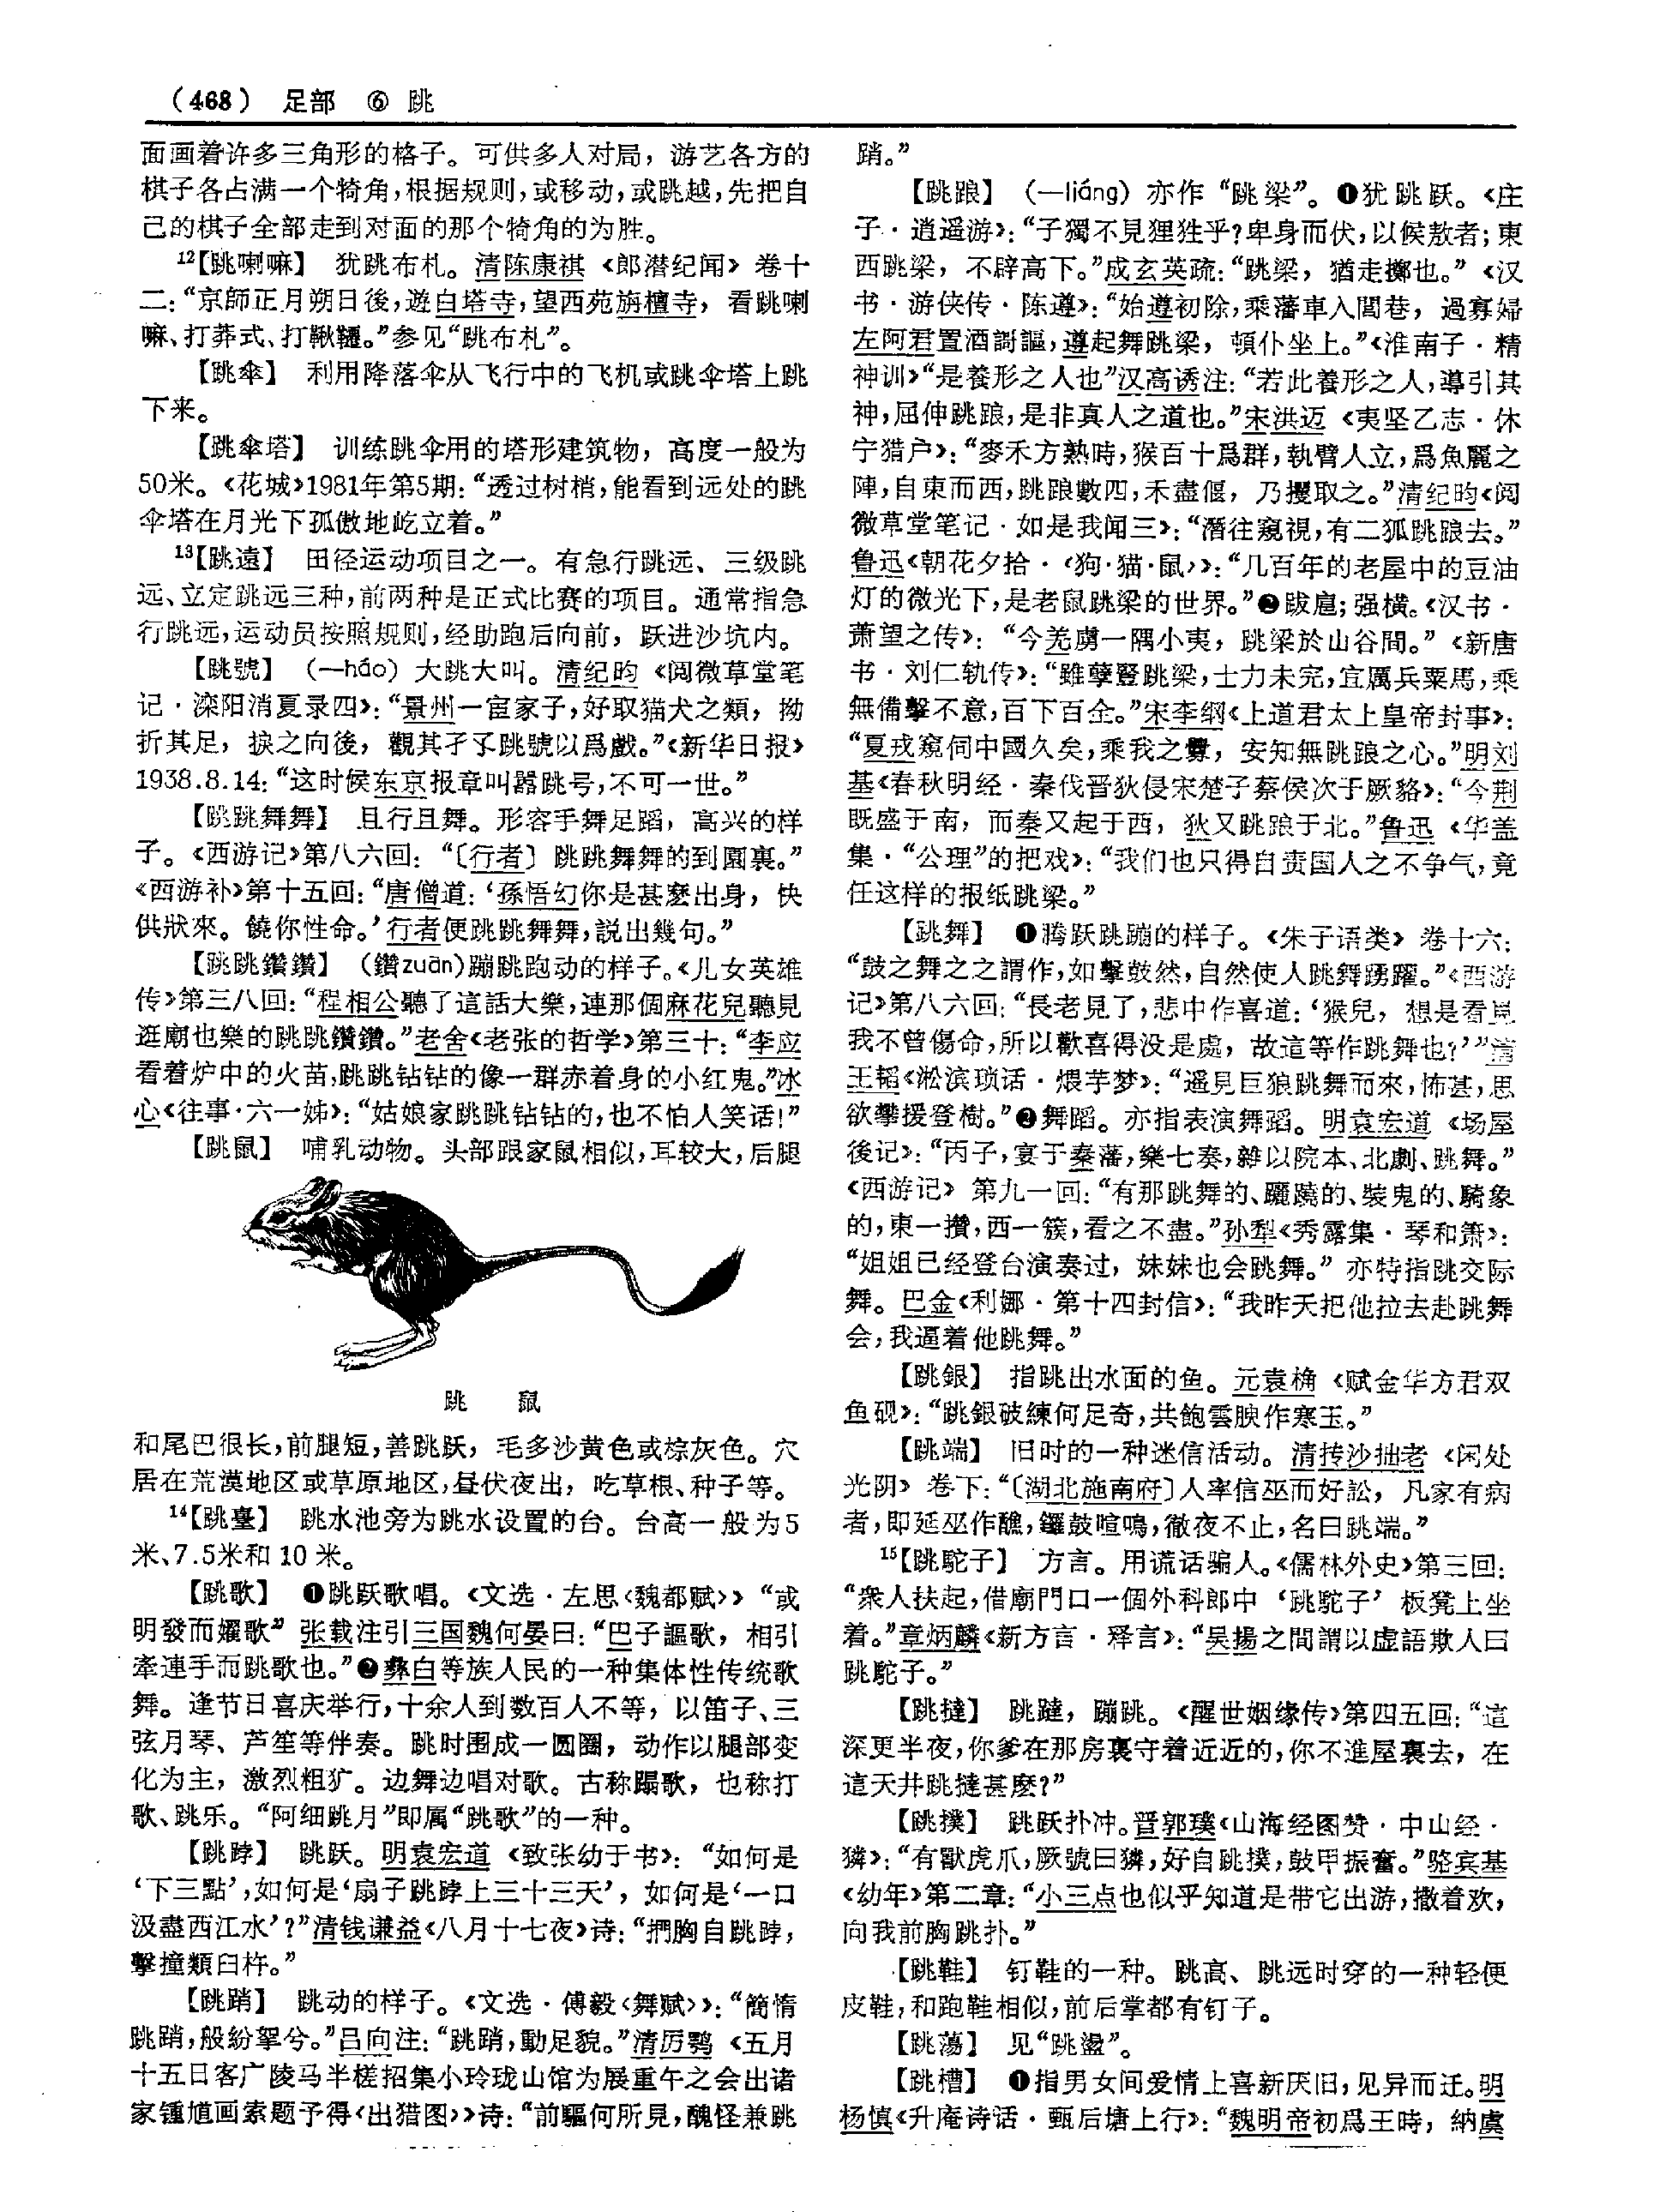 （468） 足部 ⑥ 跳
面画着许多三角形的格子。可供多人对局，游艺各方的
棋子各占满一个犄角，根据规则，或移动，或跳越，先把自
己的棋子全部走到对面的那个犄角的为胜。
12【跳喇嘛】 犹跳布札。清陈康祺《郎潜纪闻》卷十
二：“京師正月朔日後，遊白塔寺，望西苑旃檀寺，看跳喇
嘛、打莽式、打鞦韆。”参见“跳布札”。
【跳伞】 利用降落伞从飞行中的飞机或跳伞塔上跳
下来。
【跳傘塔】 训练跳伞用的塔形建筑物，高度一般为
50米。《花城》1981年第5期：“透过树梢，能看到远处的跳
伞塔在月光下孤傲地屹立着。”
13【跳遠】 田径运动项目之一。有急行跳远、三级跳
远、立定跳远三种，前两种是正式比赛的项目。通常指急
行跳远，运动员按照规则，经助跑后向前，跃进沙坑内。
【跳號】 （—háo）大跳大叫。清纪昀《阅微草堂笔
记·滦阳消夏录四》：“景州一宦家子，好取猫犬之類，拗
折其足，捩之向後，觀其孑孓跳號以爲戲。”《新华日报》
1938.8.14：“这时候东京报章叫嚣跳号，不可一世。”
【跳跳舞舞】 且行且舞。形容手舞足蹈，高兴的样
子。《西游记》第八六回：“〔行者〕跳跳舞舞的到園裏。”
《西游补》第十五回：“唐僧道：‘孫悟幻你是甚麽出身，快
供狀來。饒你性命。’行者便跳跳舞舞，説出幾句。”
【跳跳鑽鑽】 （鑽zuān）蹦跳跑动的样子。《儿女英雄
传》第三八回：“程相公聽了這話大樂，連那個麻花兒聽見
逛廟也樂的跳跳鑽鑽。”老舍《老张的哲学》第三十：“李应
看着炉中的火苗，跳跳钻钻的像一群赤着身的小红鬼。”冰
心《往事·六一姊》：“姑娘家跳跳钻钻的，也不怕人笑话！”
【跳鼠】 哺乳动物。头部跟家鼠相似，耳较大，后腿
跳 鼠
和尾巴很长，前腿短，善跳跃，毛多沙黄色或棕灰色。穴
居在荒漠地区或草原地区，昼伏夜出，吃草根、种子等。
14【跳臺】 跳水池旁为跳水设置的台。台高一般为5
米、7.5米和10米。
【跳歌】 ❶跳跃歌唱。《文选·左思〈魏都赋〉》“或
明發而嬥歌”张载注引三国魏何晏曰：“巴子謳歌，相引
牽連手而跳歌也。”❷彝白等族人民的一种集体性传统歌
舞。逢节日喜庆举行，十余人到数百人不等，以笛子、三
弦月琴、芦笙等伴奏。跳时围成一圆圈，动作以腿部变
化为主，激烈粗犷。边舞边唱对歌。古称蹋歌，也称打
歌、跳乐。“阿细跳月”即属“跳歌”的一种。
【跳踍】 跳跃。明袁宏道《致张幼于书》：“如何是
‘下三點’，如何是‘扇子跳踍上三十三天’，如何是‘一口
汲盡西江水’？”清钱谦益《八月十七夜》诗：“捫胸自跳踍，
擊撞類臼杵。”
【跳踃】 跳动的样子。《文选·傅毅〈舞赋〉》：“簡惰
跳踃，般紛挐兮。”吕向注：“跳踃，動足貌。”清厉鹗《五月
十五日客广陵马半槎招集小玲珑山馆为展重午之会出诸
家锺馗画索题予得〈出猎图〉》诗：“前驅何所見，醜怪兼跳
踃。”
【跳踉】 （—liáng）亦作“跳梁”。❶犹跳跃。《庄
子·逍遥游》：“子獨不見狸狌乎？卑身而伏，以候敖者；東
西跳梁，不辟高下。”成玄英疏：“跳梁，猶走擲也。”《汉
书·游侠传·陈遵》：“始遵初除，乘藩車入閭巷，過寡婦
左阿君置酒謌謳，遵起舞跳梁，頓仆坐上。”《淮南子·精
神训》“是養形之人也”汉高诱注：“若此養形之人，導引其
神，屈伸跳踉，是非真人之道也。”宋洪迈《夷坚乙志·休
宁猎户》：“麥禾方熟時，猴百十爲群，執臂人立，爲魚麗之
陣，自東而西，跳踉數四，禾盡偃，乃攫取之。”清纪昀《阅
微草堂笔记·如是我闻三》：“潛往窺視，有二狐跳踉去。”
鲁迅《朝花夕拾·〈狗·猫·鼠〉》：“几百年的老屋中的豆油
灯的微光下，是老鼠跳梁的世界。”❷跋扈；强横。《汉书·
萧望之传》：“今羌虜一隅小夷，跳梁於山谷間。”《新唐
书·刘仁轨传》：“雖孽豎跳梁，士力未完，宜厲兵粟馬，乘
無備擊不意，百下百全。”宋李纲《上道君太上皇帝封事》：
“夏戎窺伺中國久矣，乘我之釁，安知無跳踉之心。”明刘
基《春秋明经·秦伐晋狄侵宋楚子蔡侯次于厥貉》：“今荆
既盛于南，而秦又起于西，狄又跳踉于北。”鲁迅《华盖
集·“公理”的把戏》：“我们也只得自责国人之不争气，竟
任这样的报纸跳梁。”
【跳舞】 ❶腾跃跳蹦的样子。《朱子语类》卷十六：
“鼓之舞之之謂作，如擊鼓然，自然使人跳舞踴躍。”《西游
记》第八六回：“長老見了，悲中作喜道：‘猴兒，想是看見
我不曾傷命，所以歡喜得没是處，故這等作跳舞也？’”清
王韬《淞滨琐话·煨芋梦》：“遥見巨狼跳舞而來，怖甚，思
欲攀援登樹。”❷舞蹈。亦指表演舞蹈。明袁宏道《场屋
後记》：“丙子，宴于秦藩，樂七奏，雜以院本、北劇、跳舞。”
《西游记》第九一回：“有那跳舞的、躧蹺的、裝鬼的、騎象
的，東一攢，西一簇，看之不盡。”孙犁《秀露集·琴和箫》：
“姐姐已经登台演奏过，妹妹也会跳舞。”亦特指跳交际
舞。巴金《利娜·第十四封信》：“我昨天把他拉去赴跳舞
会，我逼着他跳舞。”
【跳銀】 指跳出水面的鱼。元袁桷《赋金华方君双
鱼砚》：“跳銀破練何足奇，共飽雲腴作寒玉。”
【跳端】 旧时的一种迷信活动。清抟沙拙老《闲处
光阴》卷下：“〔湖北施南府〕人率信巫而好訟，凡家有病
者，即延巫作醮，鑼鼓喧鳴，徹夜不止，名曰跳端。”
15【跳駝子】 方言。用谎话骗人。《儒林外史》第三回：
“衆人扶起，借廟門口一個外科郎中‘跳駝子’板凳上坐
着。”章炳麟《新方言·释言》：“吴揚之間謂以虚語欺人曰
跳駝子。”
【跳撻】 跳躂，蹦跳。《醒世姻缘传》第四五回：“這
深更半夜，你爹在那房裏守着近近的，你不進屋裏去，在
這天井跳撻甚麽？”
【跳撲】 跳跃扑冲。晋郭璞《山海经图赞·中山经·
獜》：“有獸虎爪，厥號曰獜，好自跳撲，鼓甲振奮。”骆宾基
《幼年》第二章：“小三点也似乎知道是带它出游，撒着欢，
向我前胸跳扑。”
【跳鞋】 钉鞋的一种。跳高、跳远时穿的一种轻便
皮鞋，和跑鞋相似，前后掌都有钉子。
【跳蕩】 见“跳盪”。
【跳槽】 ❶指男女间爱情上喜新厌旧，见异而迁。明
杨慎《升庵诗话·甄后塘上行》：“魏明帝初爲王時，納虞